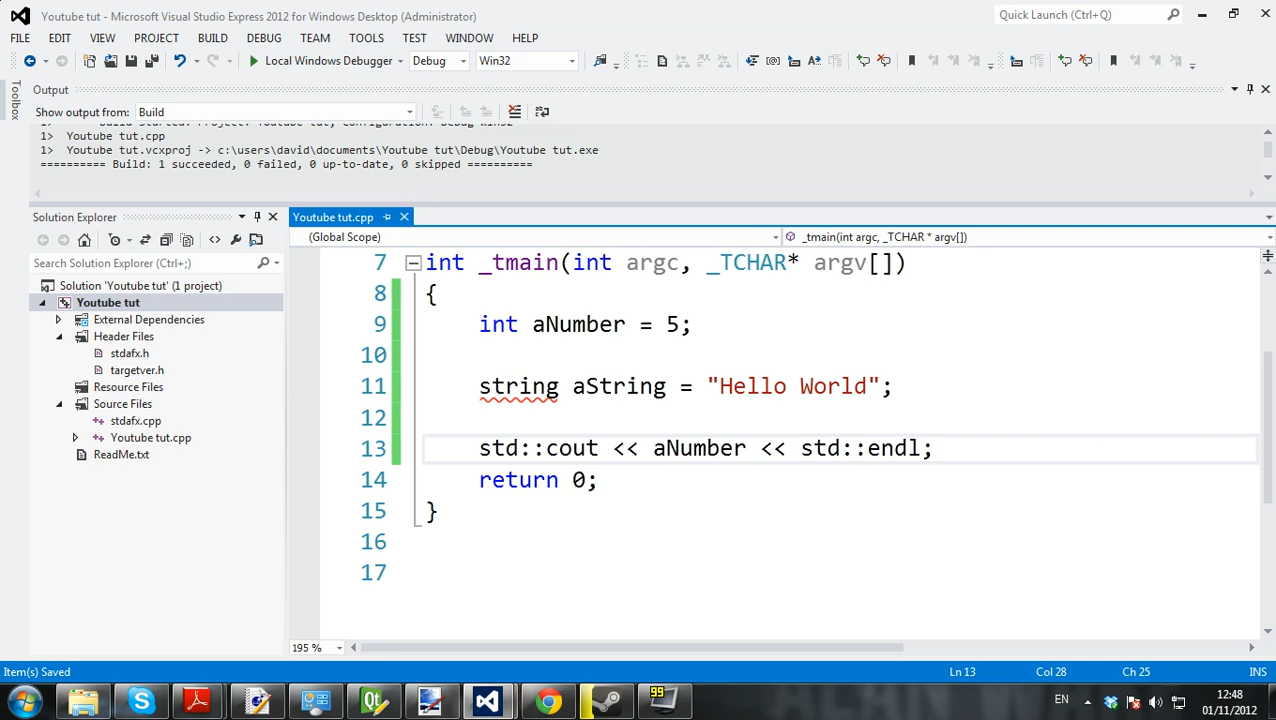 Youtube tut - Microsoft Visual Studio Express 2012 for Windows Desktop (Administrator)
Quick Launch (Ctrl+Q)
FILE EDIT VIEW PROJECT BUILD DEBUG TEAM TOOLS TEST WINDOW HELP
Local Windows Debugger Debug Win32
Toolbox
Output
Show output from: Build
1> Youtube tut.cpp
1> Youtube tut.vcxproj -> c:\users\david\documents\Youtube tut\Debug\Youtube tut.exe
========== Build: 1 succeeded, 0 failed, 0 up-to-date, 0 skipped ==========
Solution Explorer
Search Solution Explorer (Ctrl+;)
Solution 'Youtube tut' (1 project)
Youtube tut
External Dependencies
Header Files
stdafx.h
targetver.h
Resource Files
Source Files
stdafx.cpp
Youtube tut.cpp
ReadMe.txt
Youtube tut.cpp
(Global Scope) _tmain(int argc, _TCHAR * argv[])
7 int _tmain(int argc, _TCHAR* argv[])
8 {
9 int aNumber = 5;
10
11 string aString = "Hello World";
12
13 std::cout << aNumber << std::endl;
14 return 0;
15 }
16
17
195 %
Item(s) Saved Ln 13 Col 28 Ch 25 INS
99
EN
12:48
01/11/2012